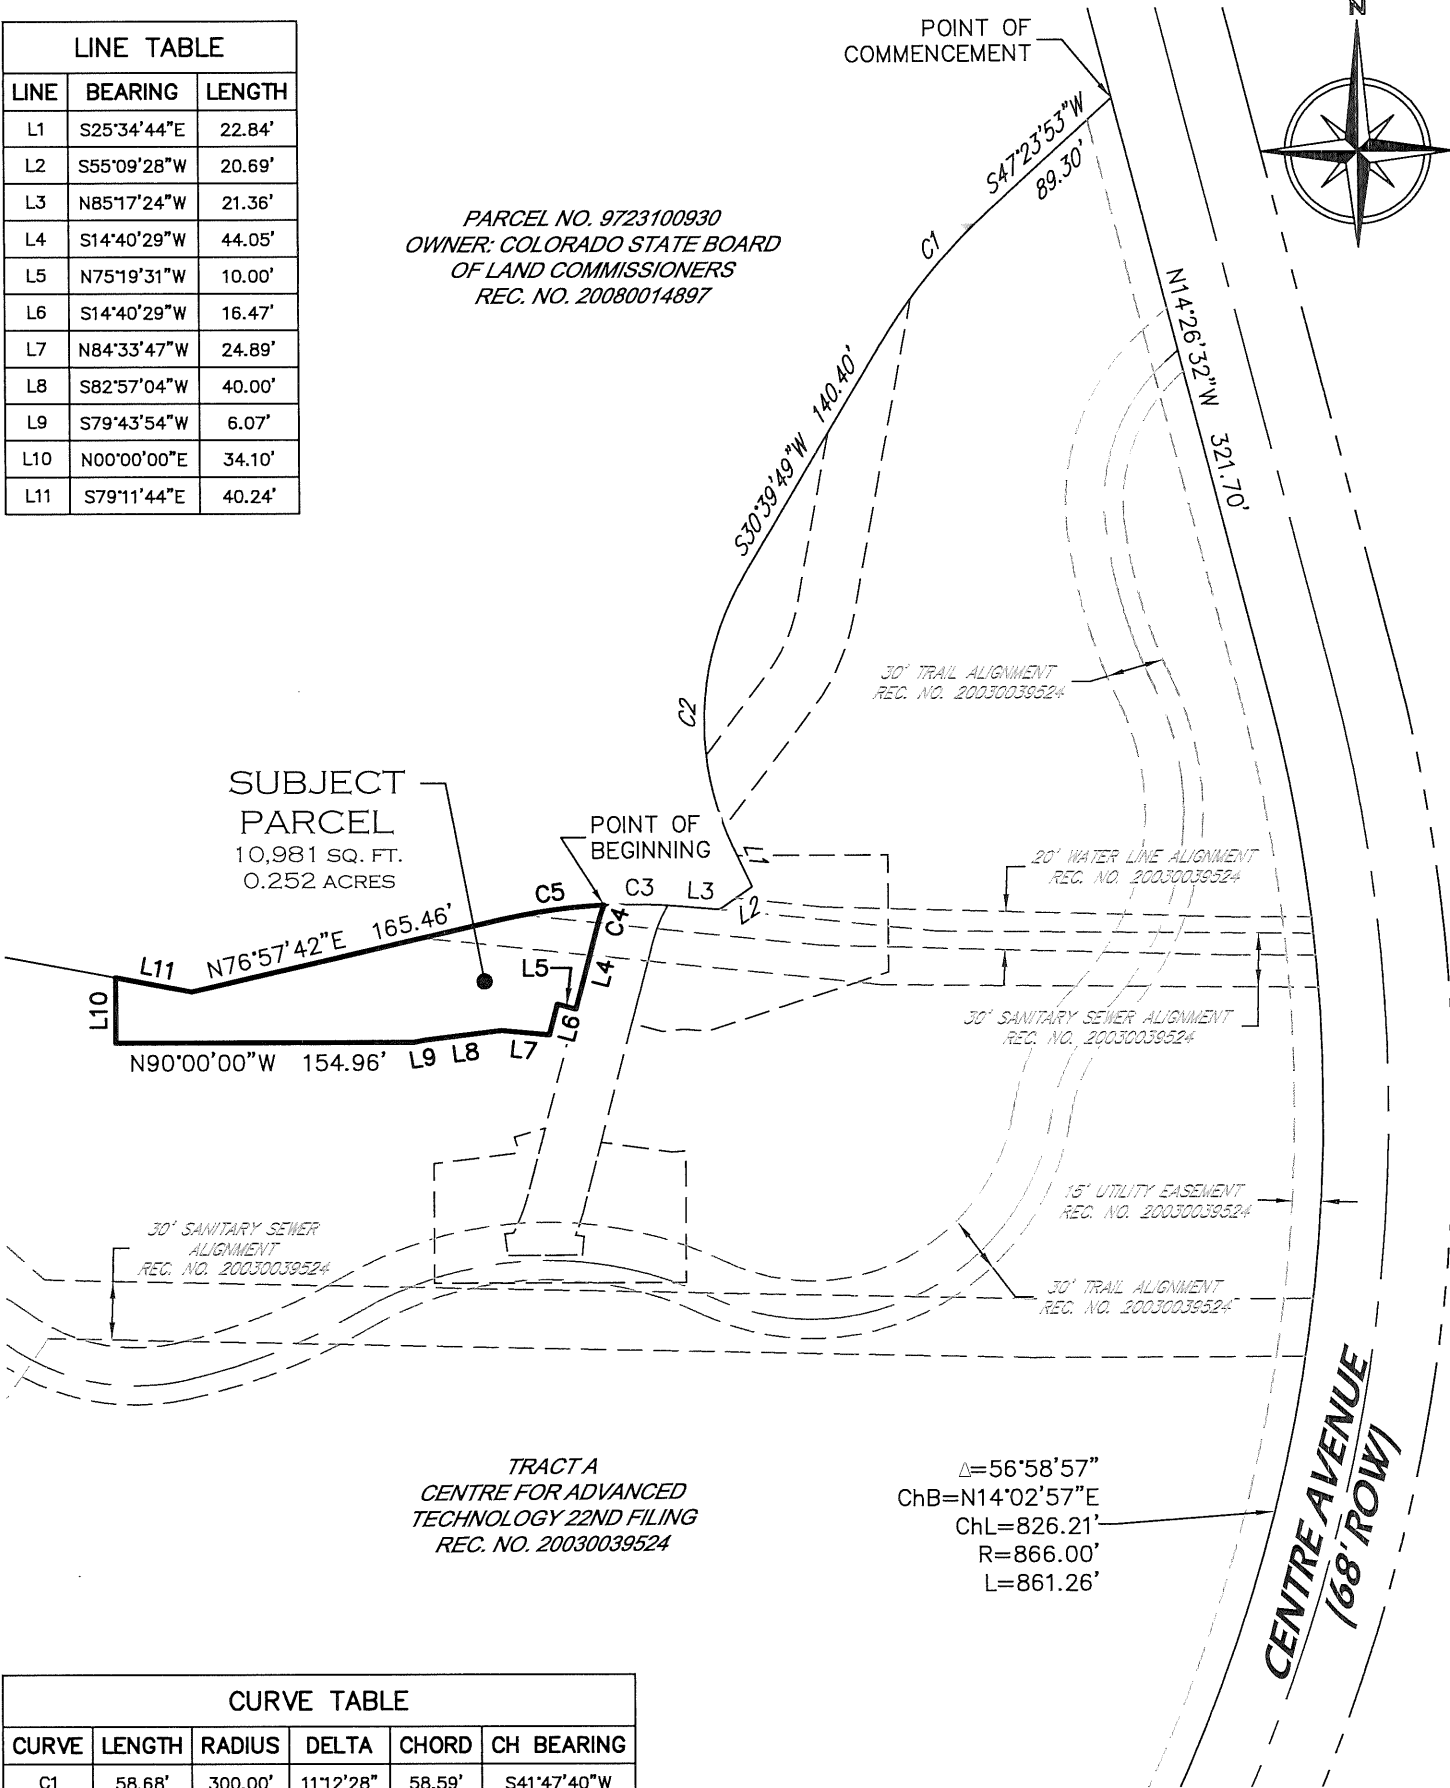 LINE TABLE
LINE BEARING LENGTH
L1 S25°34'44"E 22.84'
L2 S55°09'28"W 20.69'
L3 N85°17'24"W 21.36'
L4 S14°40'29"W 44.05'
L5 N75°19'31"W 10.00'
L6 S14°40'29"W 16.47'
L7 N84°33'47"W 24.89'
L8 S82°57'04"W 40.00'
L9 S79°43'54"W 6.07'
L10 N00°00'00"E 34.10'
L11 S79°11'44"E 40.24'
POINT OF
COMMENCEMENT
N
S47°23'53"W
89.30'
PARCEL NO. 9723100930
OWNER: COLORADO STATE BOARD
OF LAND COMMISSIONERS
REC. NO. 20080014897
C1
N14°26'32"W 321.70'
S30°39'49"W 140.40'
30' TRAIL ALIGNMENT
REC. NO. 20030039524
C2
SUBJECT
PARCEL
10,981 SQ. FT.
0.252 ACRES
POINT OF
BEGINNING
L1
20' WATER LINE ALIGNMENT
REC. NO. 20030039524
C5
C3
L3
L2
C4
N76°57'42"E 165.46'
L11
L5
L4
L10
L6
30' SANITARY SEWER ALIGNMENT
REC. NO. 20030039524
N90°00'00"W 154.96'
L9
L8
L7
15' UTILITY EASEMENT
REC. NO. 20030039524
30' SANITARY SEWER
ALIGNMENT
REC. NO. 20030039524
30' TRAIL ALIGNMENT
REC. NO. 20030039524
TRACT A
CENTRE FOR ADVANCED
TECHNOLOGY 22ND FILING
REC. NO. 20030039524
Δ=56°58'57"
ChB=N14°02'57"E
ChL=826.21'
R=866.00'
L=861.26'
CENTRE AVENUE
(68' ROW)
CURVE TABLE
CURVE LENGTH RADIUS DELTA CHORD CH BEARING
C1 58.68' 300.00' 11°12'28" 58.59' S41°47'40"W